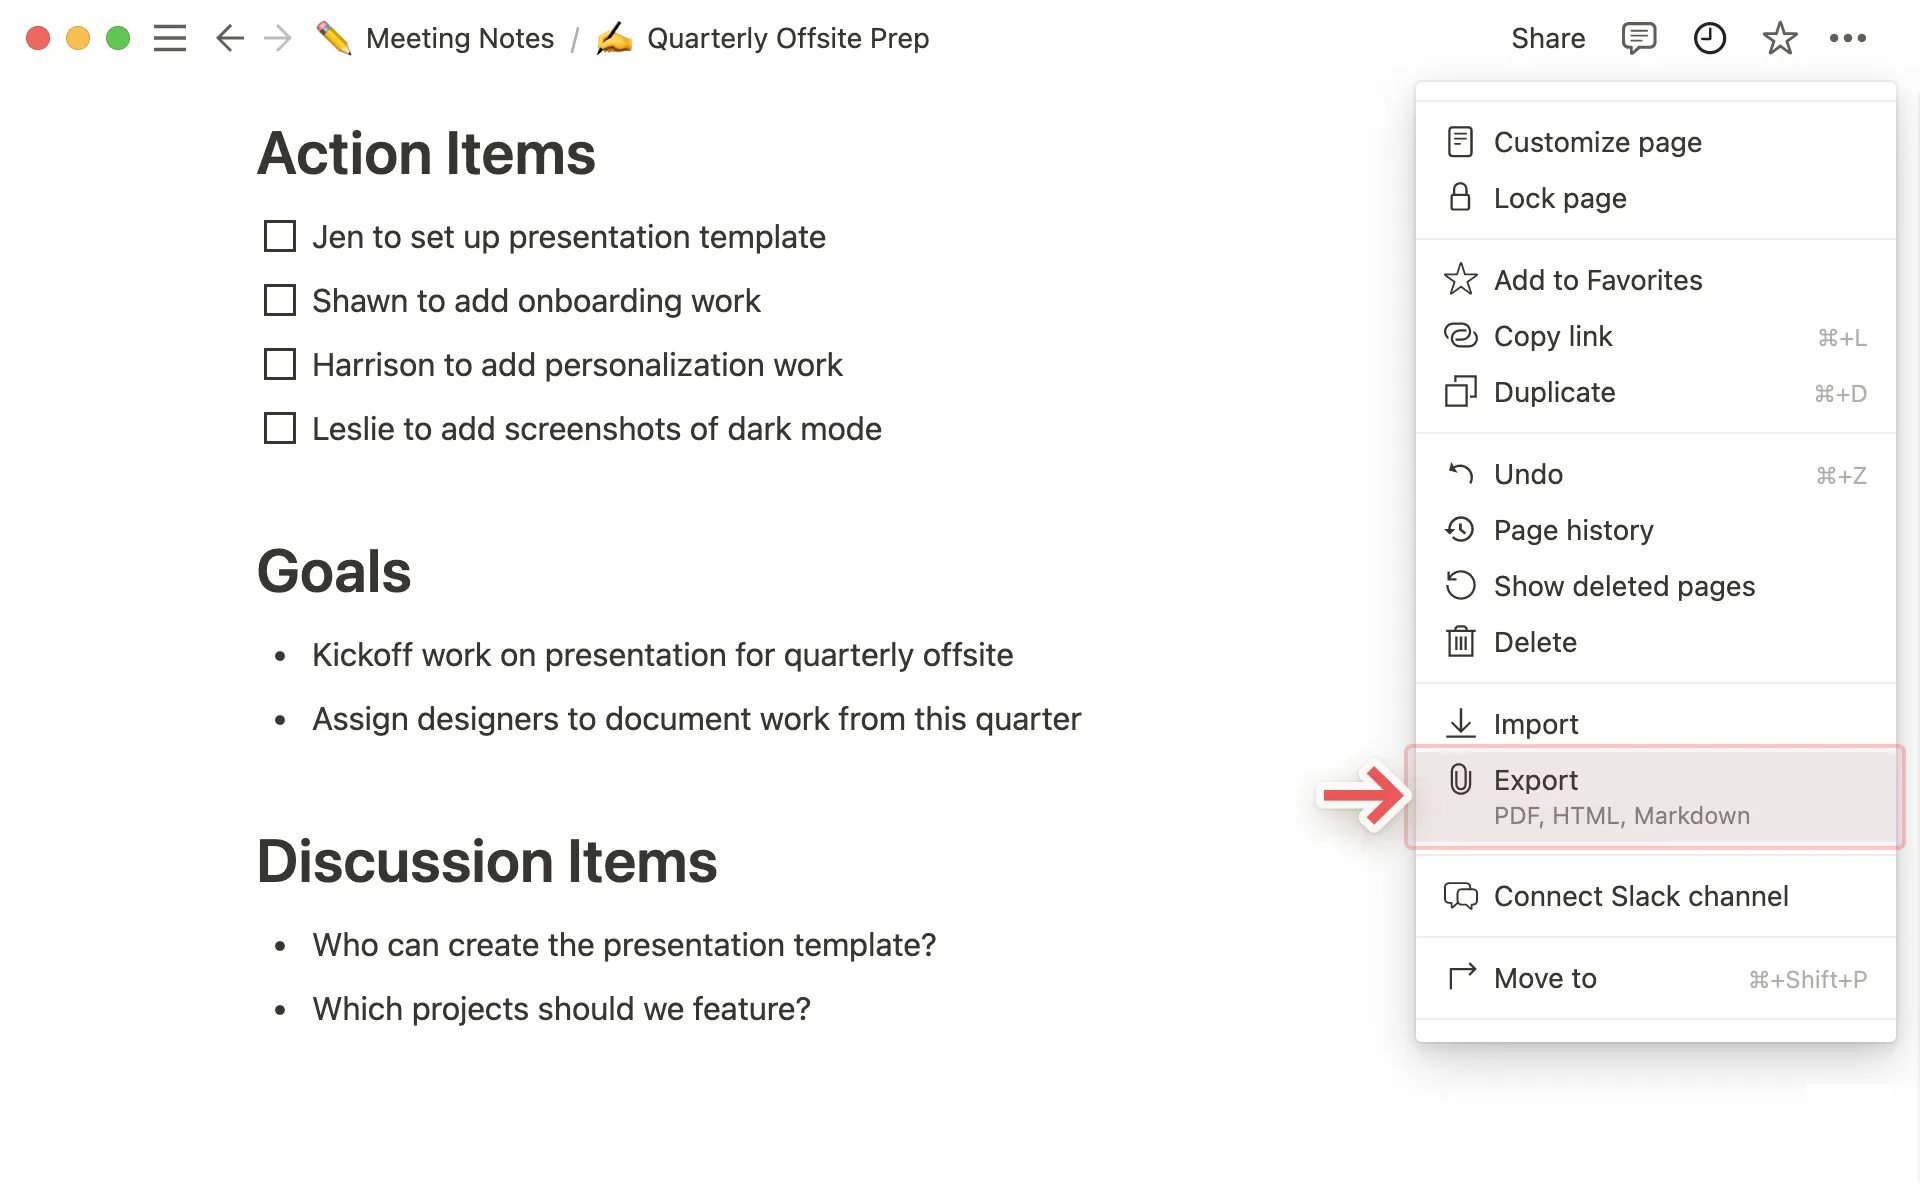 Meeting Notes / Quarterly Offsite Prep
Share
Action Items
Jen to set up presentation template
Shawn to add onboarding work
Harrison to add personalization work
Leslie to add screenshots of dark mode
Goals
• Kickoff work on presentation for quarterly offsite
• Assign designers to document work from this quarter
Discussion Items
• Who can create the presentation template?
• Which projects should we feature?
Customize page
Lock page
Add to Favorites
Copy link ⌘+L
Duplicate ⌘+D
Undo ⌘+Z
Page history
Show deleted pages
Delete
Import
Export
PDF, HTML, Markdown
Connect Slack channel
Move to ⌘+Shift+P